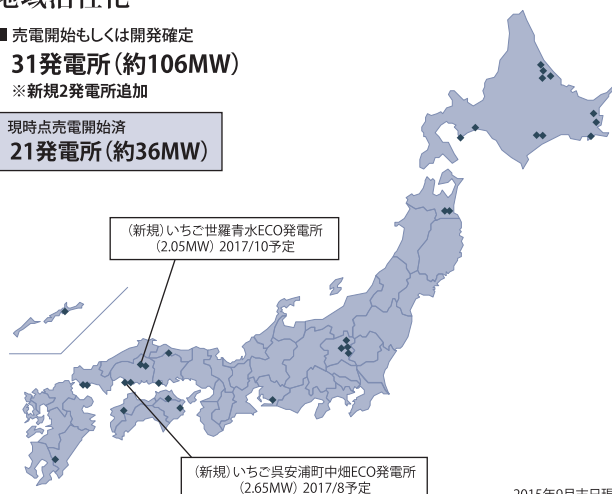 地域活性化
■ 売電開始もしくは開発確定
31発電所（約106MW）
※新規2発電所追加
現時点売電開始済
21発電所（約36MW）
（新規）いちご世羅青水ECO発電所
（2.05MW） 2017/10予定
（新規）いちご呉安浦町中畑ECO発電所
（2.65MW） 2017/8予定